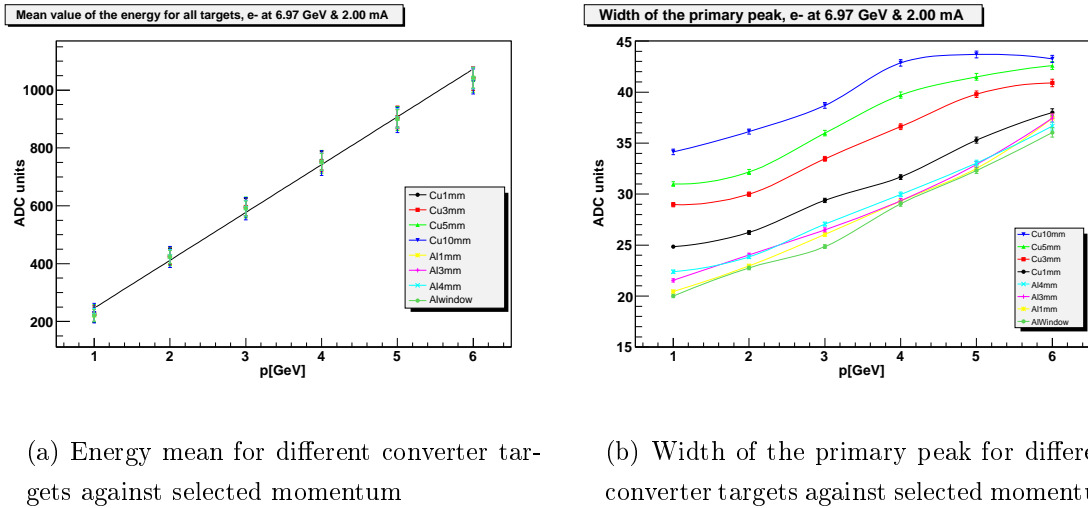 Mean value of the energy for all targets, e- at 6.97 GeV & 2.00 mA
ADC units
1000
800
600
400
200
1 2 3 4 5 6
p[GeV]
Cu1mm
Cu3mm
Cu5mm
Cu10mm
Al1mm
Al3mm
Al4mm
Alwindow
(a) Energy mean for different converter tar-
gets against selected momentum
Width of the primary peak, e- at 6.97 GeV & 2.00 mA
ADC units
45
40
35
30
25
20
15
1 2 3 4 5 6
p[GeV]
Cu10mm
Cu5mm
Cu3mm
Cu1mm
Al4mm
Al3mm
Al1mm
AlWindow
(b) Width of the primary peak for differe
converter targets against selected momentu